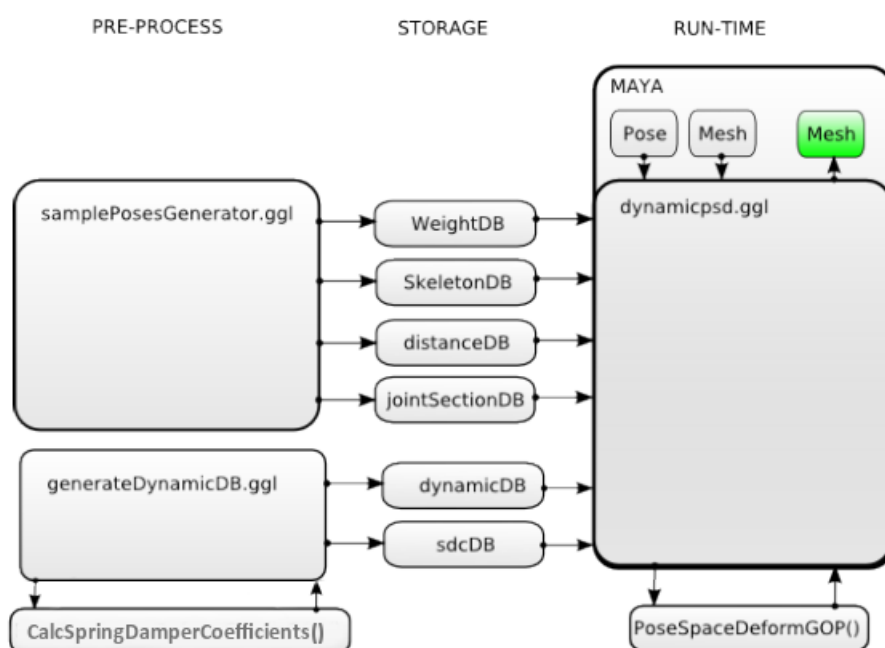 PRE-PROCESS STORAGE RUN-TIME
MAYA
Pose Mesh Mesh
samplePosesGenerator.ggl
WeightDB
SkeletonDB
distanceDB
jointSectionDB
dynamicpsd.ggl
generateDynamicDB.ggl
dynamicDB
sdcDB
CalcSpringDamperCoefficients()
PoseSpaceDeformGOP()